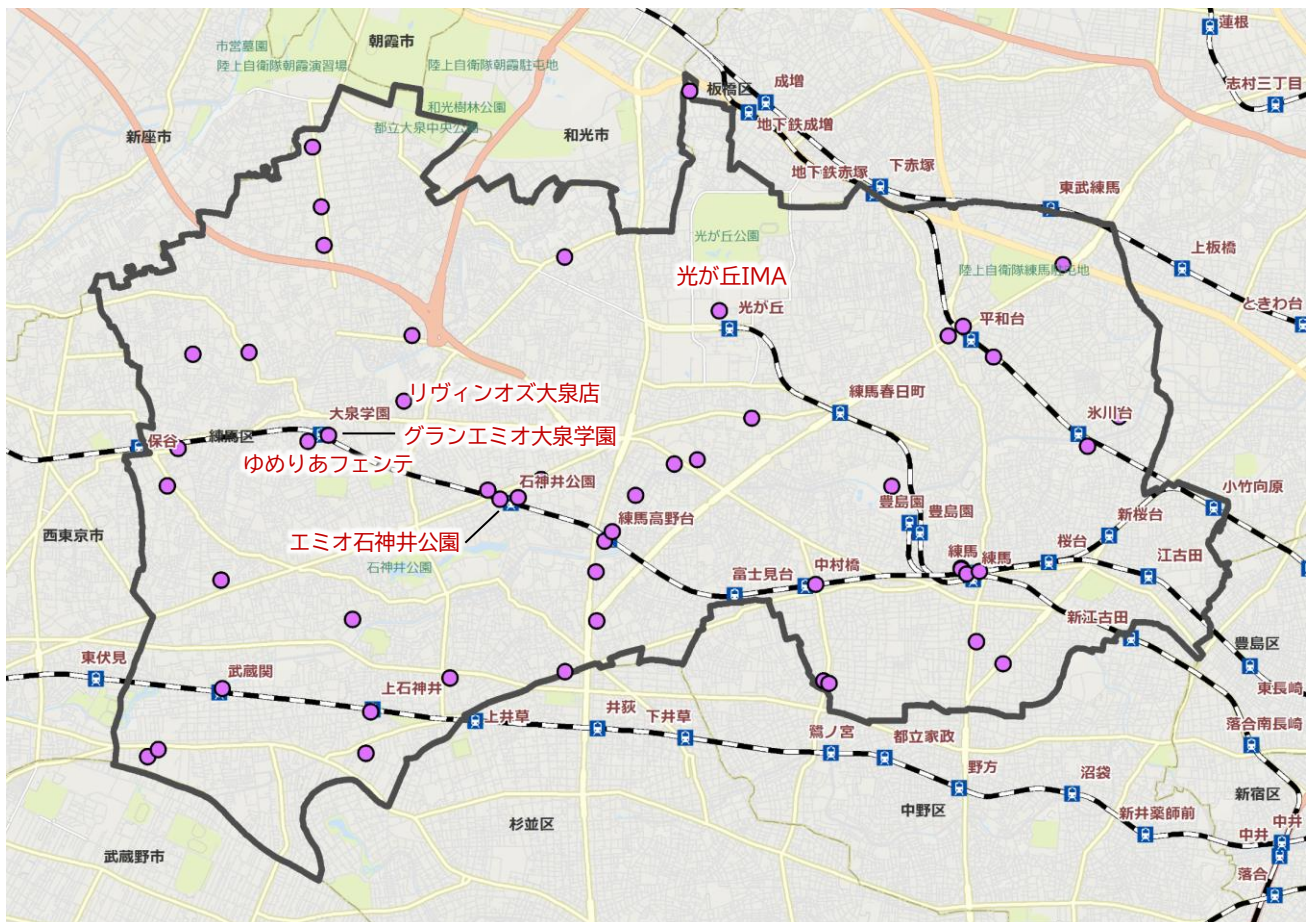 蓮根
朝霞市
市営墓園
陸上自衛隊朝霞演習場
陸上自衛隊朝霞駐屯地
板橋区
成増
志村三丁目
和光樹林公園
都立大泉中央公園
新座市
和光市
地下鉄成増
地下鉄赤塚
下赤塚
東武練馬
光が丘公園
上板橋
陸上自衛隊練馬駐屯地
光が丘IMA
ときわ台
光が丘
平和台
リヴィンオズ大泉店
練馬春日町
大泉学園
グランエミオ大泉学園
保谷
練馬区
氷川台
ゆめりあフェンテ
石神井公園
小竹向原
豊島園
豊島園
練馬高野台
新桜台
西東京市
エミオ石神井公園
桜台
石神井公園
練馬
練馬
中村橋
江古田
富士見台
新江古田
豊島区
東伏見
武蔵関
上石神井
東長崎
上井草
井荻
下井草
鷺ノ宮
都立家政
落合南長崎
野方
沼袋
新宿区
杉並区
中野区
新井薬師前
中井
中井
武蔵野市
落合